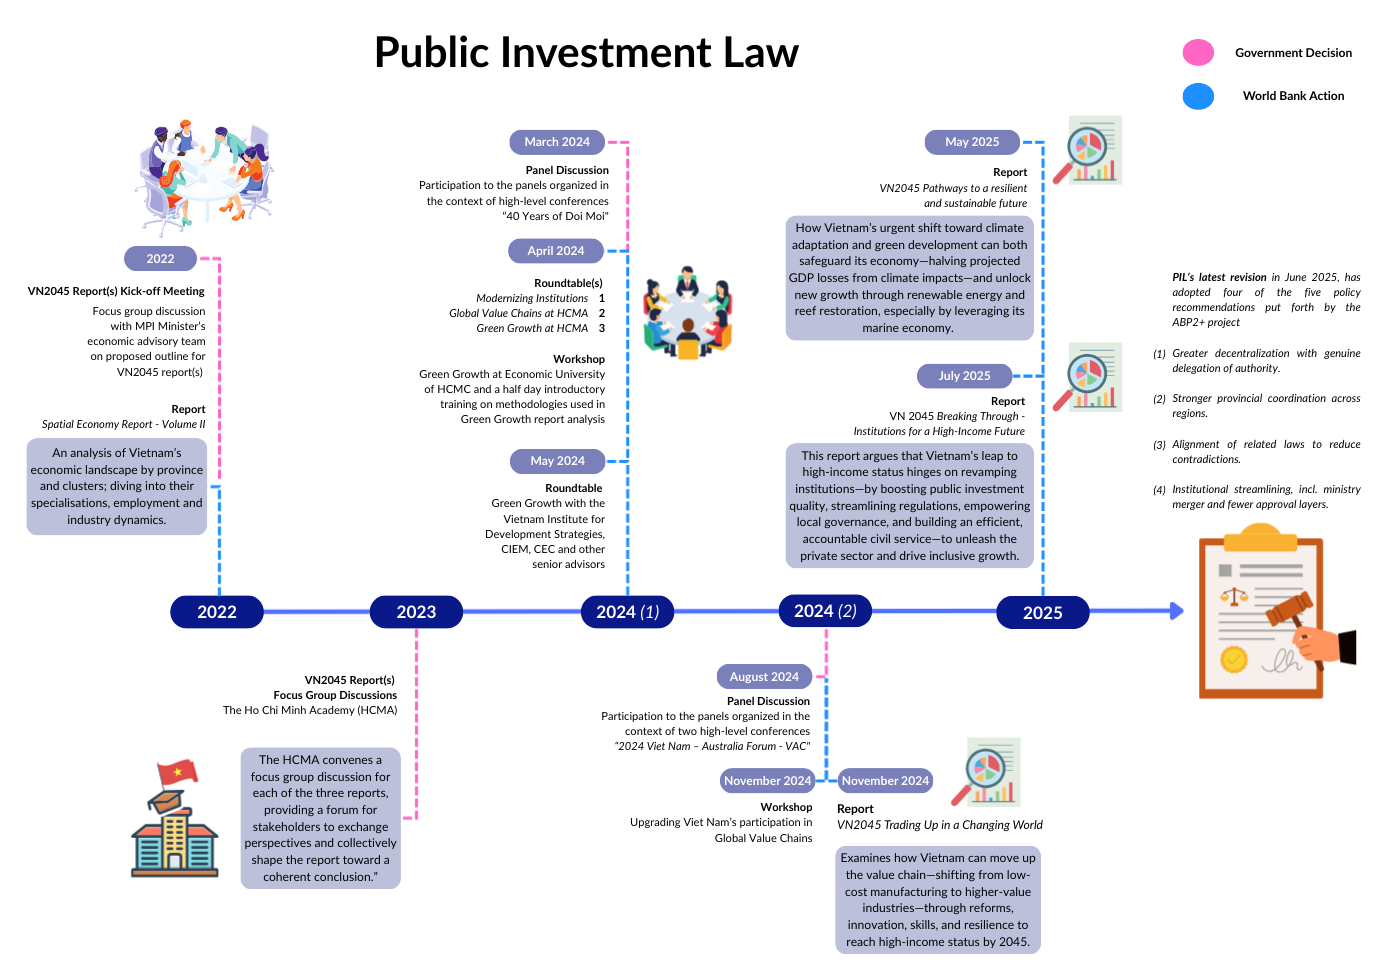 Public Investment Law
Government Decision
World Bank Action
2022
VN2045 Report(s) Kick-off Meeting
Focus group discussion
with MPI Minister's
economic advisory team
on proposed outline for
VN2045 report(s)
Report
Spatial Economy Report - Volume II
An analysis of Vietnam's
economic landscape by province
and clusters; diving into their
specialisations, employment and
industry dynamics.
March 2024
Panel Discussion
Participation to the panels organized in
the context of high-level conferences
"40 Years of Doi Moi"
April 2024
Roundtable(s)
Modernizing Institutions 1
Global Value Chains at HCMA 2
Green Growth at HCMA 3
Workshop
Green Growth at Economic University
of HCMC and a half day introductory
training on methodologies used in
Green Growth report analysis
May 2024
Roundtable
Green Growth with the
Vietnam Institute for
Development Strategies,
CIEM, CEC and other
senior advisors
May 2025
Report
VN2045 Pathways to a resilient
and sustainable future
How Vietnam's urgent shift toward climate
adaptation and green development can both
safeguard its economy—halving projected
GDP losses from climate impacts—and unlock
new growth through renewable energy and
reef restoration, especially by leveraging its
marine economy.
July 2025
Report
VN 2045 Breaking Through -
Institutions for a High-Income Future
This report argues that Vietnam's leap to
high-income status hinges on revamping
institutions—by boosting public investment
quality, streamlining regulations, empowering
local governance, and building an efficient,
accountable civil service—to unleash the
private sector and drive inclusive growth.
PIL's latest revision in June 2025, has
adopted four of the five policy
recommendations put forth by the
ABP2+ project
(1) Greater decentralization with genuine
delegation of authority.
(2) Stronger provincial coordination across
regions.
(3) Alignment of related laws to reduce
contradictions.
(4) Institutional streamlining, incl. ministry
merger and fewer approval layers.
2022
2023
2024 (1)
2024 (2)
2025
VN2045 Report(s)
Focus Group Discussions
The Ho Chi Minh Academy (HCMA)
The HCMA convenes a
focus group discussion for
each of the three reports,
providing a forum for
stakeholders to exchange
perspectives and collectively
shape the report toward a
coherent conclusion."
August 2024
Panel Discussion
Participation to the panels organized in the
context of two high-level conferences
"2024 Viet Nam – Australia Forum - VAC"
November 2024
Workshop
Upgrading Viet Nam's participation in
Global Value Chains
November 2024
Report
VN2045 Trading Up in a Changing World
Examines how Vietnam can move up
the value chain—shifting from low-
cost manufacturing to higher-value
industries—through reforms,
innovation, skills, and resilience to
reach high-income status by 2045.